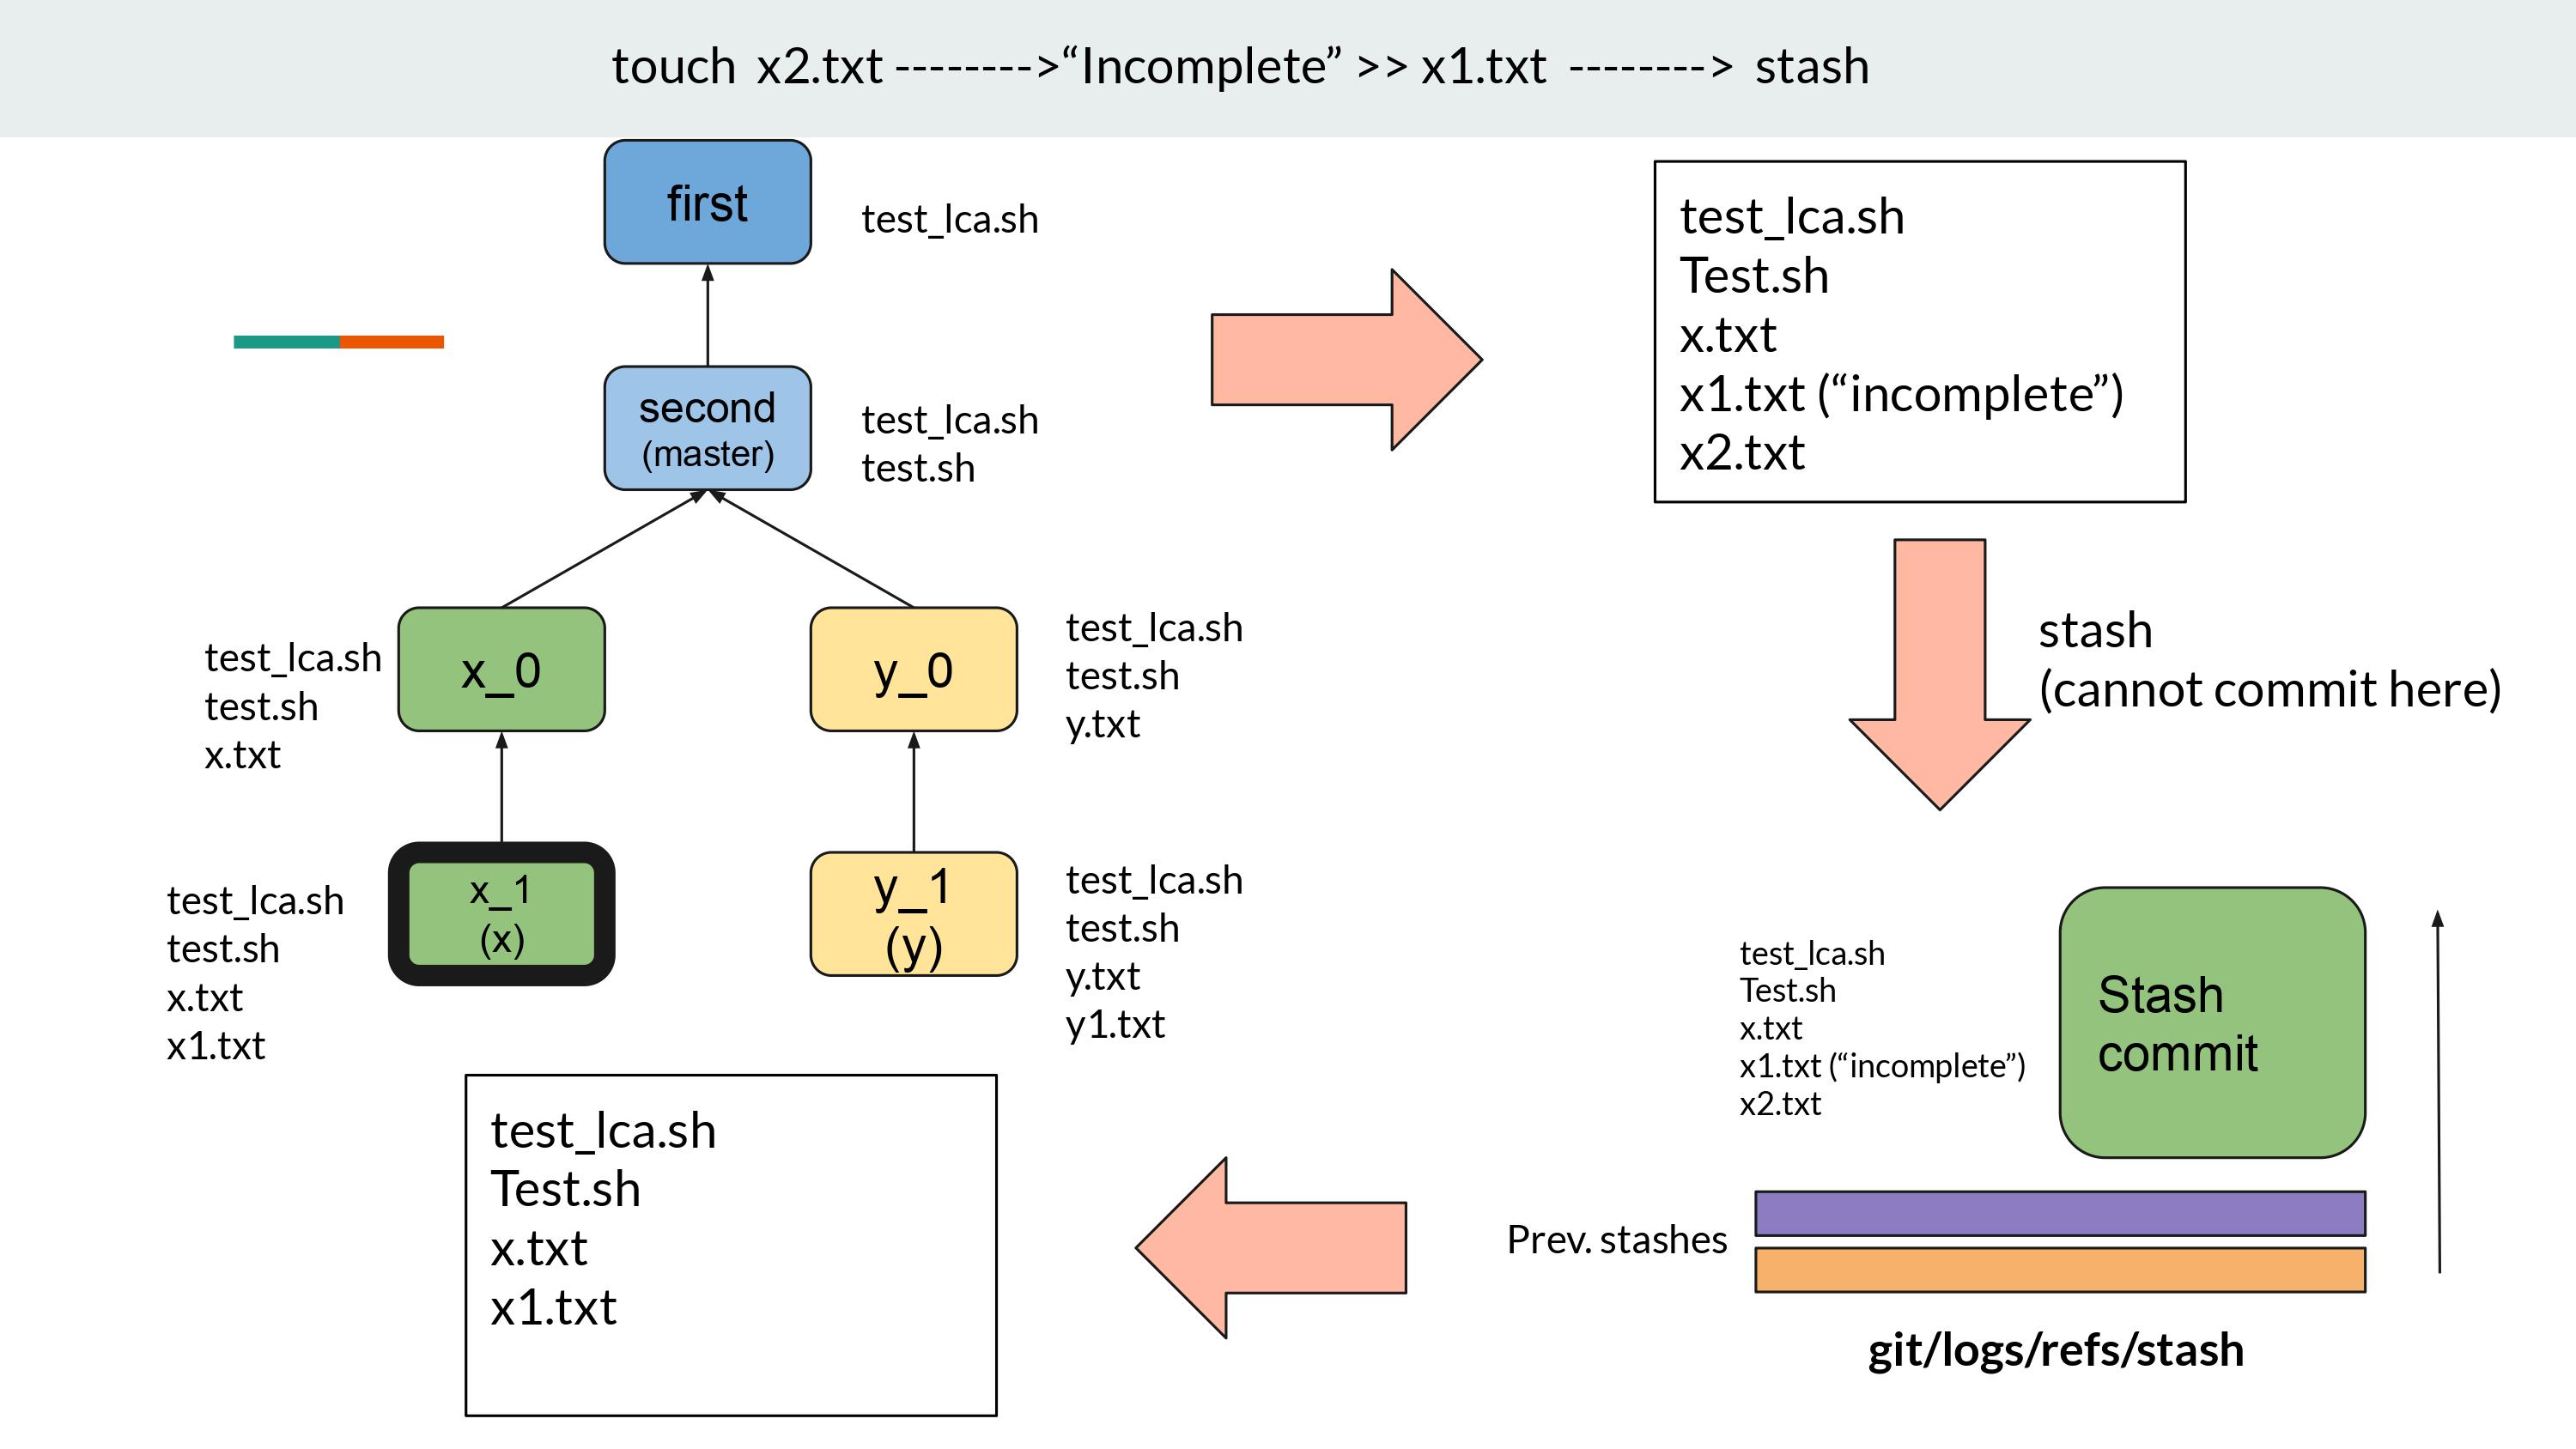 touch x2.txt -------->“Incomplete” >> x1.txt --------> stash
first
test_lca.sh
second
(master)
test_lca.sh
test.sh
x_0
test_lca.sh
test.sh
x.txt
y_0
test_lca.sh
test.sh
y.txt
x_1
(x)
test_lca.sh
test.sh
x.txt
x1.txt
y_1
(y)
test_lca.sh
test.sh
y.txt
y1.txt
test_lca.sh
Test.sh
x.txt
x1.txt (“incomplete”)
x2.txt
stash
(cannot commit here)
test_lca.sh
Test.sh
x.txt
x1.txt (“incomplete”)
x2.txt
Stash
commit
Prev. stashes
git/logs/refs/stash
test_lca.sh
Test.sh
x.txt
x1.txt